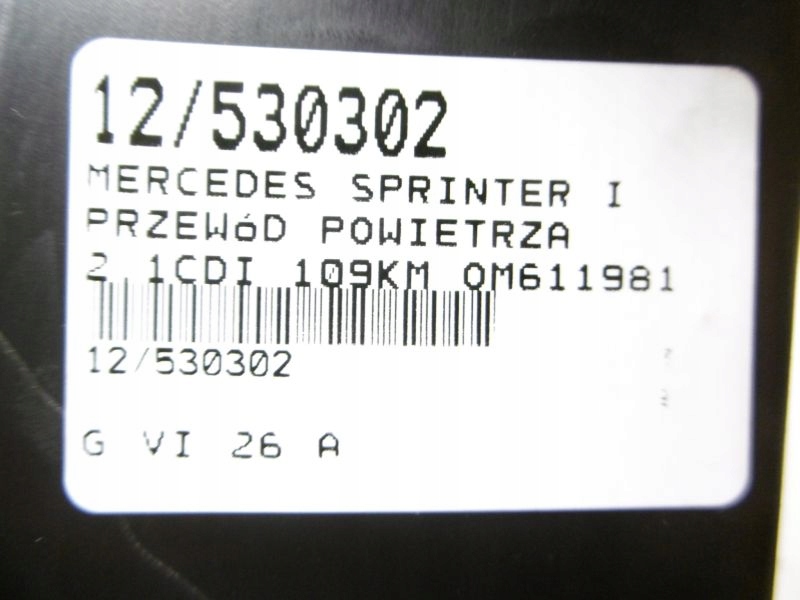 12/530302
MERCEDES SPRINTER I
PRZEWóD POWIETRZA
2.1CDI 109KM OM611981
12/530302
G VI 26 A